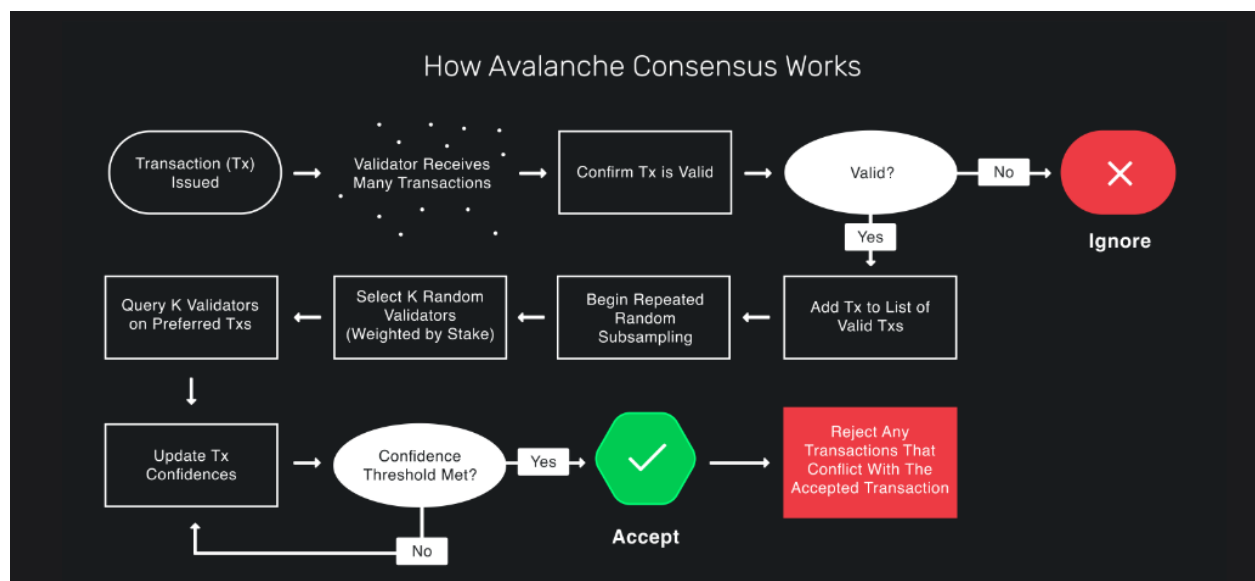 How Avalanche Consensus Works
Transaction (Tx)
Issued
Validator Receives
Many Transactions
Confirm Tx is Valid
Valid?
No
Ignore
Yes
Add Tx to List of
Valid Txs
Begin Repeated
Random
Subsampling
Select K Random
Validators
(Weighted by Stake)
Query K Validators
on Preferred Txs
Update Tx
Confidences
Confidence
Threshold Met?
Yes
No
Accept
Reject Any
Transactions That
Conflict With The
Accepted Transaction